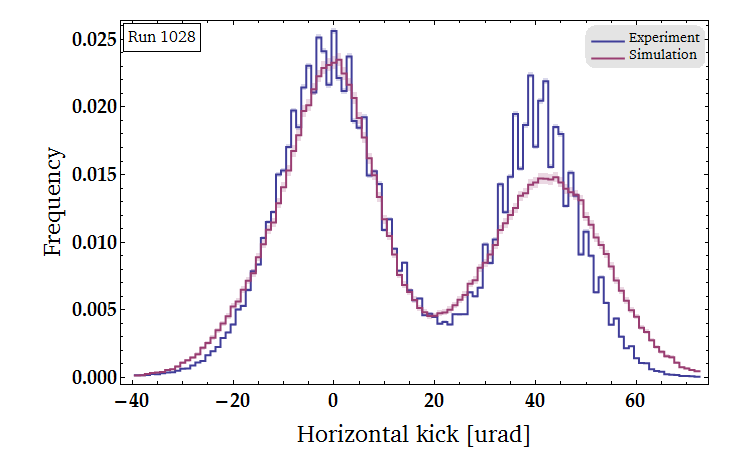 Run 1028
Experiment
Simulation
Frequency
0.025
0.020
0.015
0.010
0.005
0.000
−40 −20 0 20 40 60
Horizontal kick [urad]